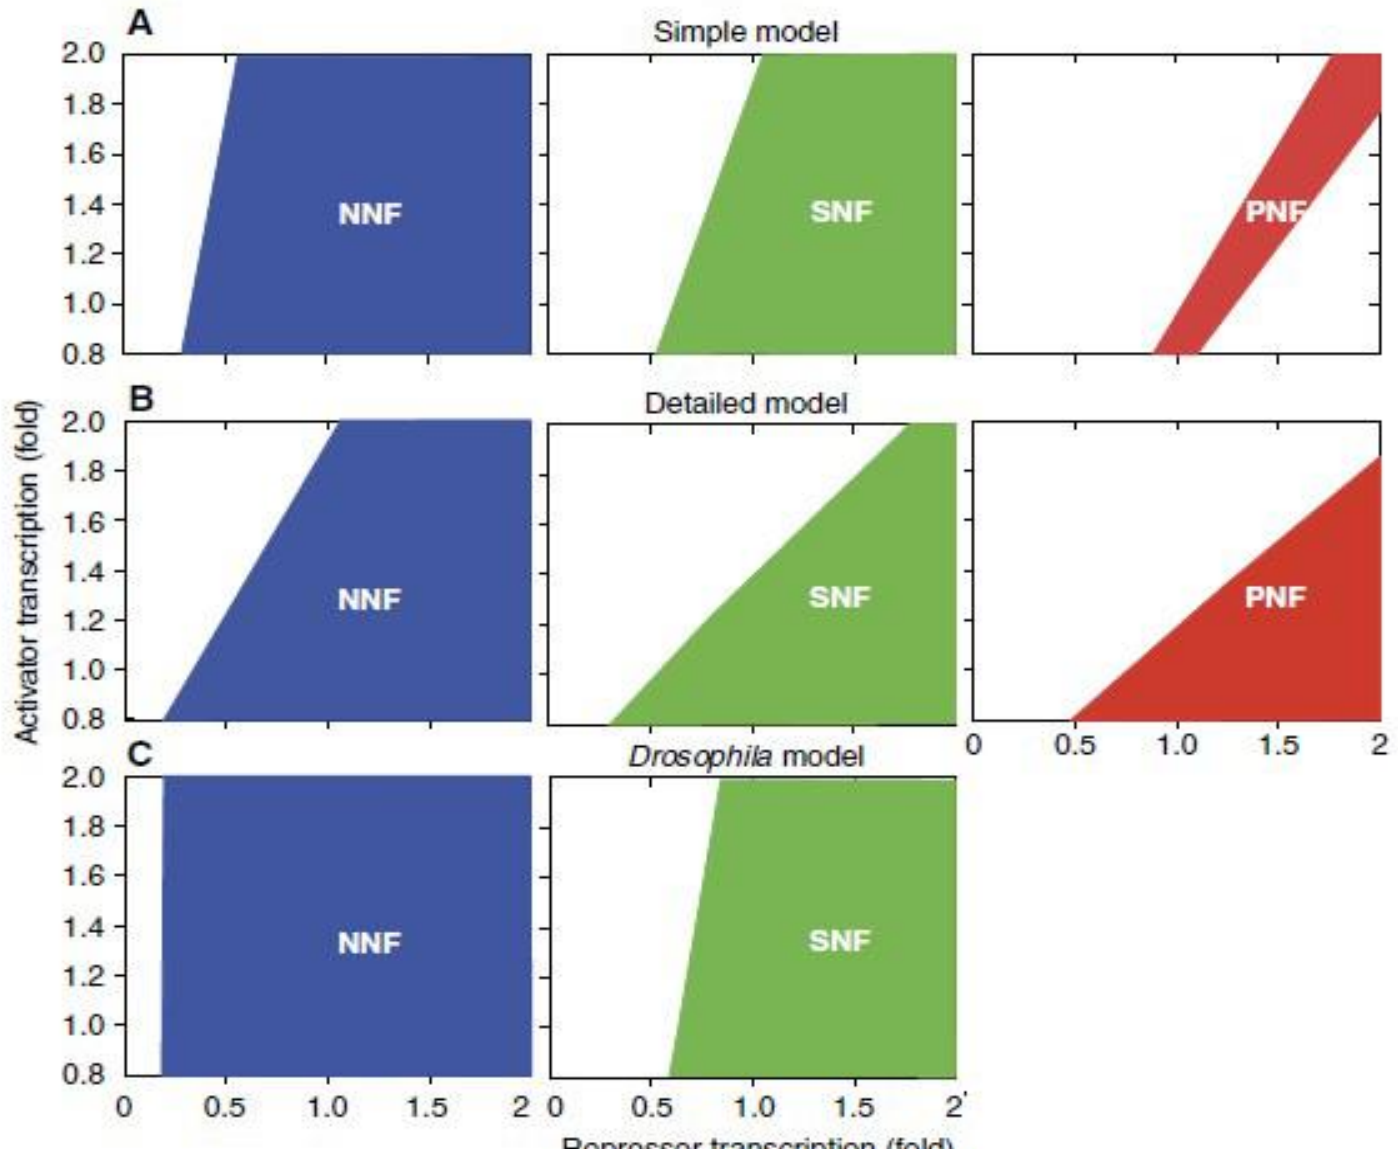 A
Simple model
2.0
1.8
1.6
1.4
1.2
1.0
0.8
NNF
SNF
PNF
B
Detailed model
2.0
1.8
1.6
1.4
1.2
1.0
0.8
NNF
SNF
PNF
0 0.5 1.0 1.5 2
Activator transcription (fold)
C
Drosophila model
2.0
1.8
1.6
1.4
1.2
1.0
0.8
NNF
SNF
0 0.5 1.0 1.5 2 0 0.5 1.0 1.5 2
Repressor transcription (fold)